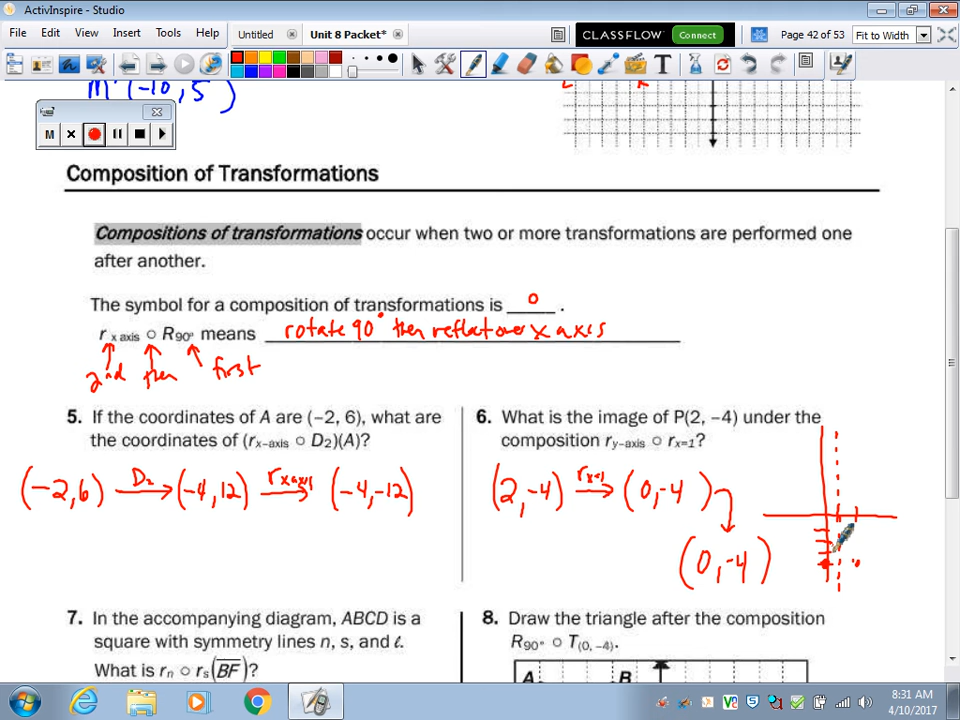 ActivInspire - Studio
File Edit View Insert Tools Help Untitled Unit 8 Packet* CLASSFLOW Connect Page 42 of 53 Fit to Width
M'(-10, 5)
M
Composition of Transformations
Compositions of transformations occur when two or more transformations are performed one
after another.
The symbol for a composition of transformations is o .
r x axis ○ R90° means rotate 90° then reflect over x axis
2nd then first
5. If the coordinates of A are (−2, 6), what are
the coordinates of (rx−axis ○ D2)(A)?
(-2,6) D2 → (-4,12) rx axis → (-4,-12)
6. What is the image of P(2, −4) under the
composition ry−axis ○ rx=1?
(2,-4) rx=1 → (0,-4)
(0,-4)
7. In the accompanying diagram, ABCD is a
square with symmetry lines n, s, and ℓ.
What is rn ○ rs(BF)?
8. Draw the triangle after the composition
R90° ○ T(0, −4).
A B
8:31 AM
4/10/2017